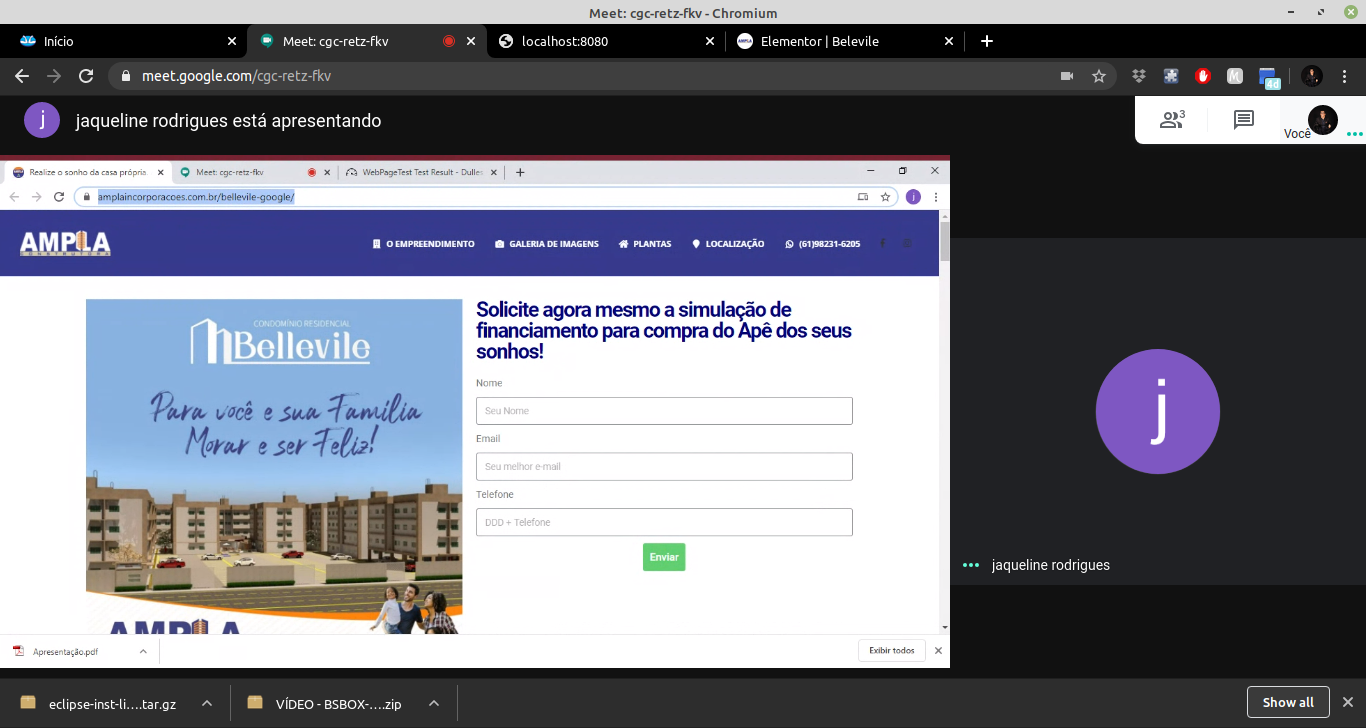 Meet: cgc-retz-fkv - Chromium
Início
Meet: cgc-retz-fkv
localhost:8080
Elementor | Belevile
meet.google.com/cgc-retz-fkv
4d
j
jaqueline rodrigues está apresentando
3
Você
Realize o sonho da casa própria
Meet: cgc-retz-fkv
WebPageTest Test Result - Dulles
amplaincorporacoes.com.br/bellevile-google/
j
AMPLA
CONSTRUTORA
O EMPREENDIMENTO
GALERIA DE IMAGENS
PLANTAS
LOCALIZAÇÃO
(61)98231-6205
CONDOMÍNIO RESIDENCIAL
Bellevile
Para você e sua Família
Morar e ser Feliz!
AMPLA
Solicite agora mesmo a simulação de
financiamento para compra do Apê dos seus
sonhos!
Nome
Seu Nome
Email
Seu melhor e-mail
Telefone
DDD + Telefone
Enviar
j
jaqueline rodrigues
Apresentação.pdf
Exibir todos
eclipse-inst-li....tar.gz
VÍDEO - BSBOX-....zip
Show all